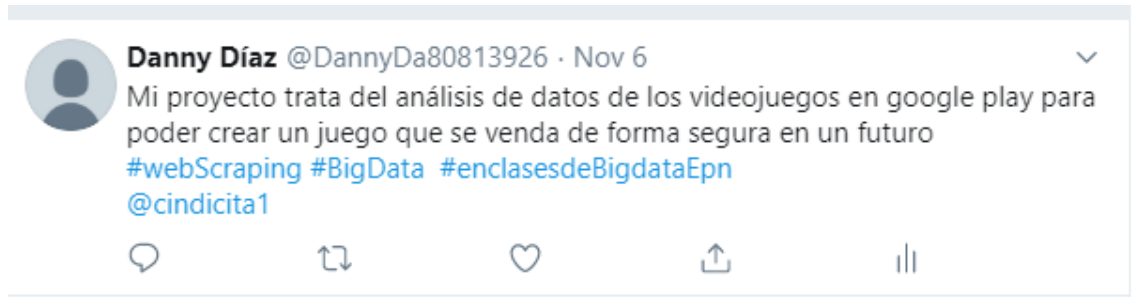 Danny Díaz @DannyDa80813926 · Nov 6
Mi proyecto trata del análisis de datos de los videojuegos en google play para
poder crear un juego que se venda de forma segura en un futuro
#webScraping #BigData #enclasesdeBigdataEpn
@cindicita1